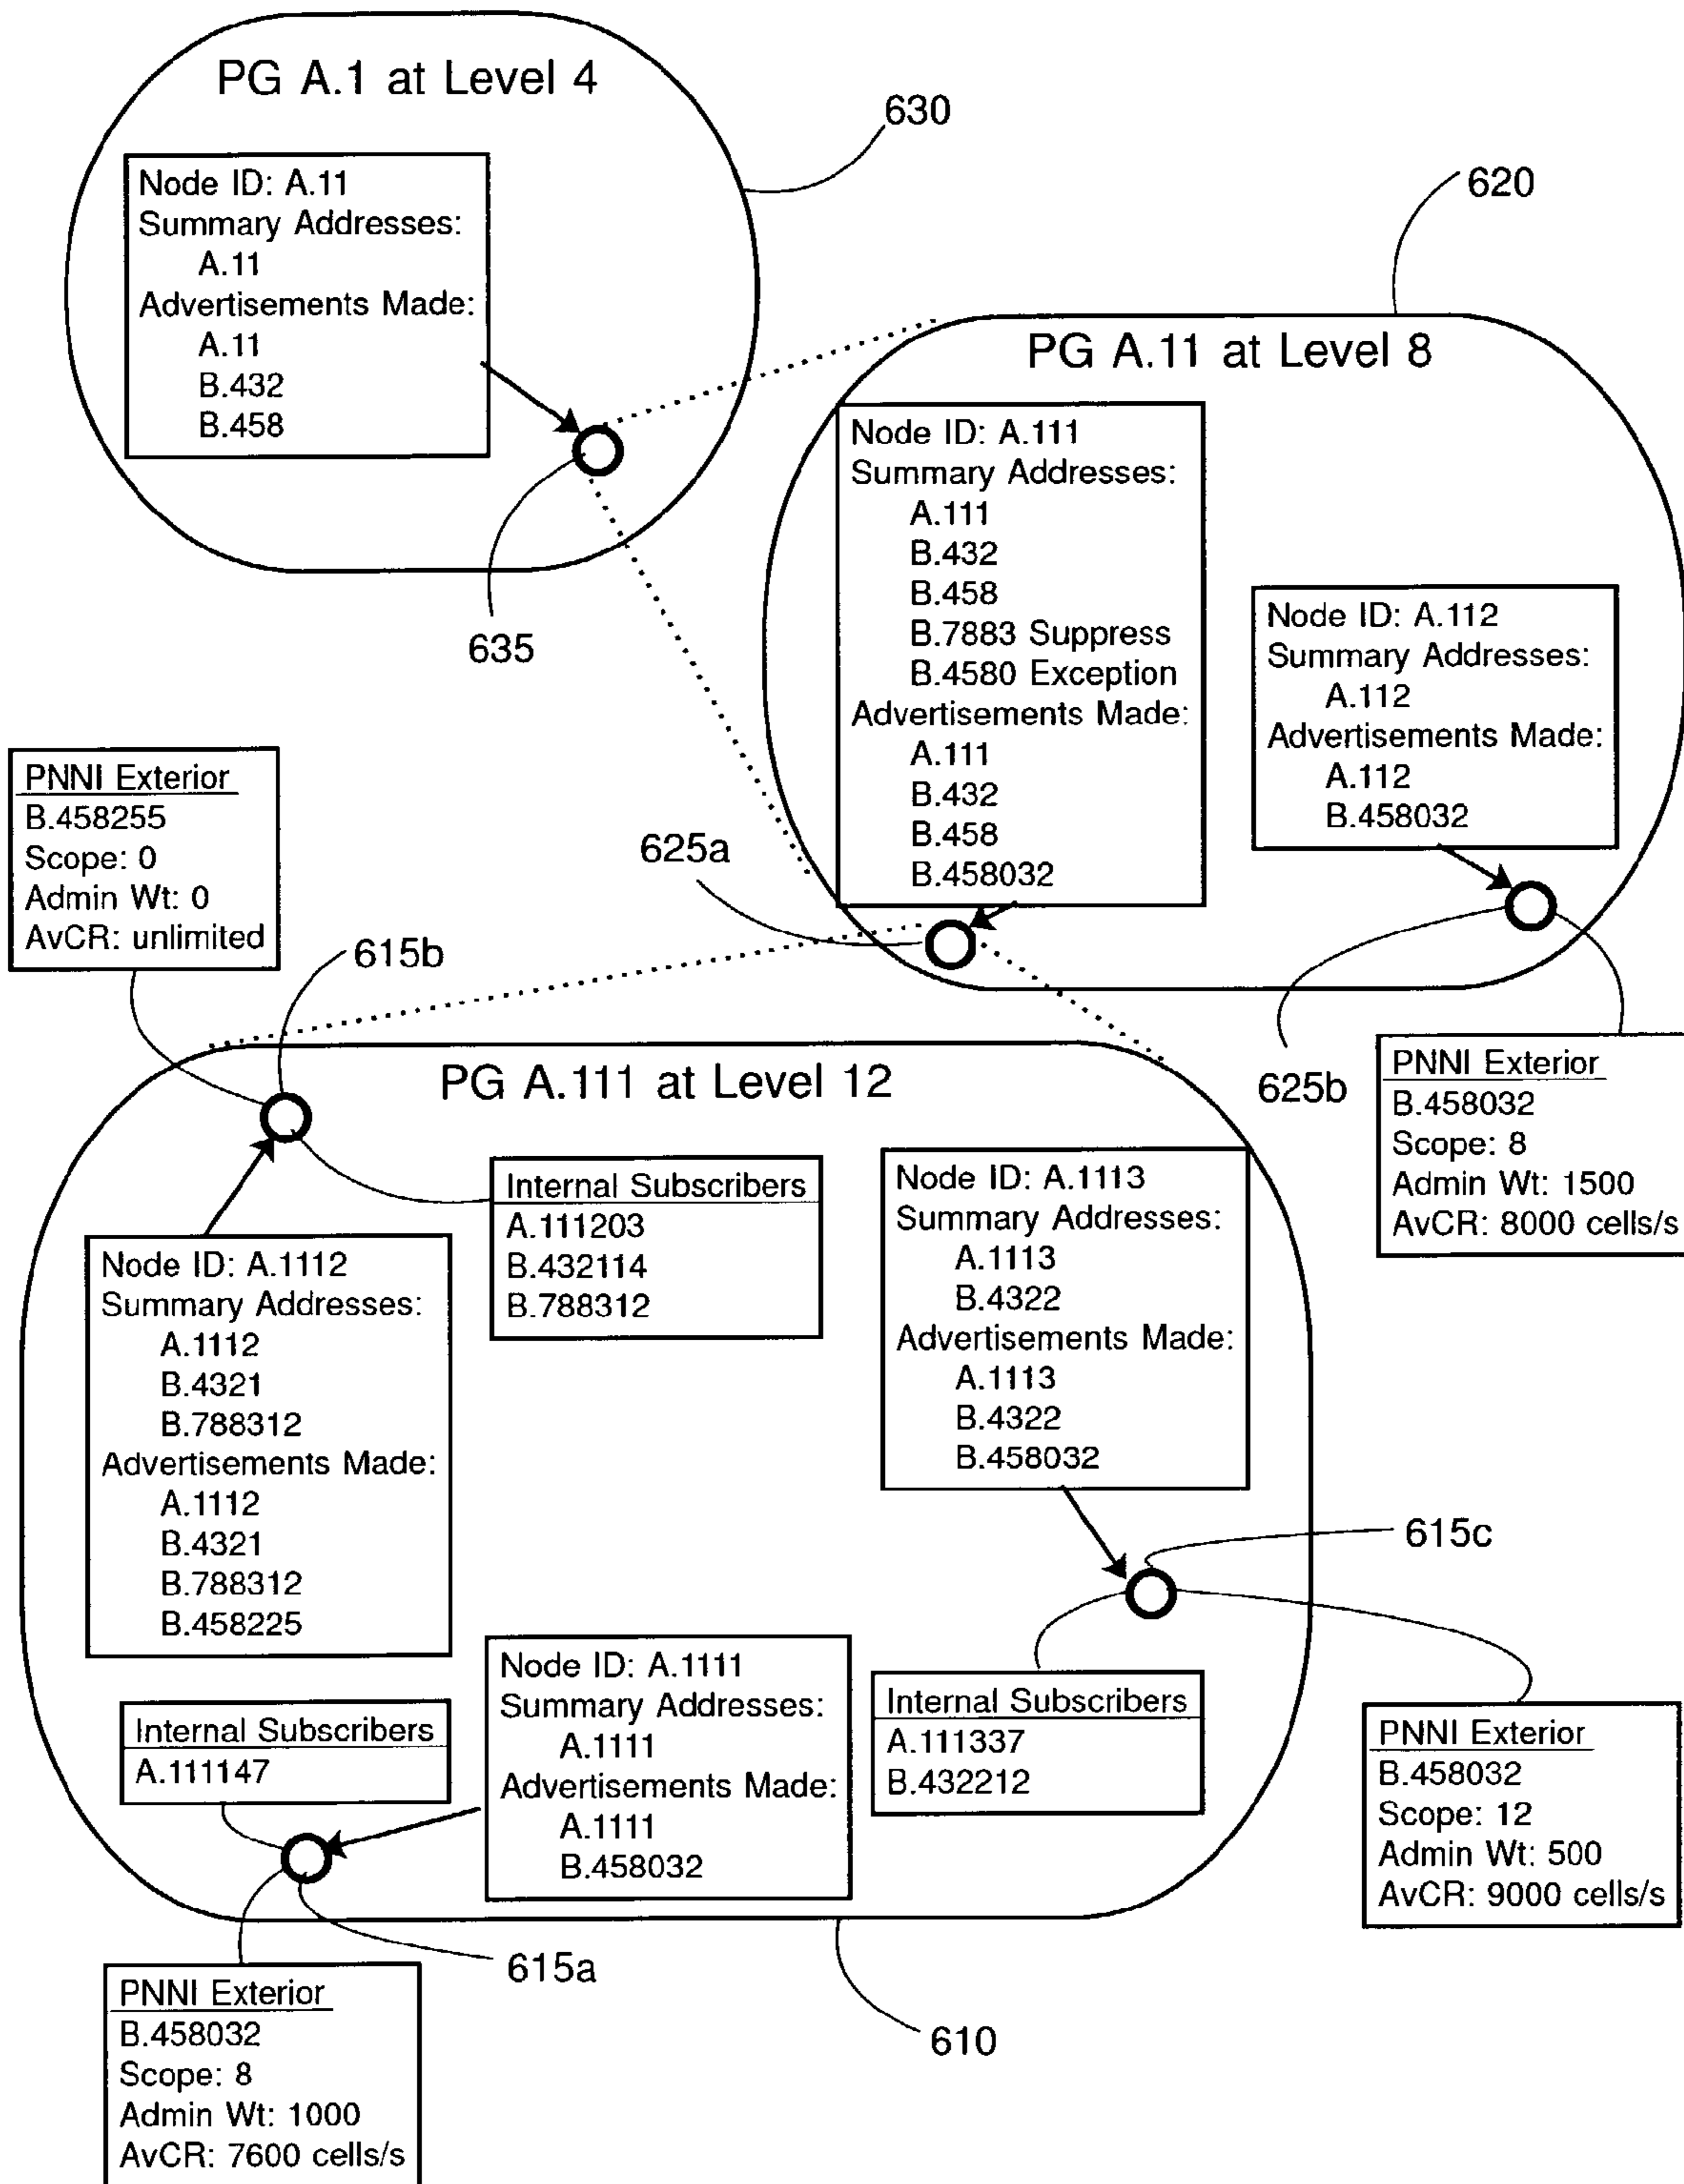 PG A.1 at Level 4
630
Node ID: A.11
Summary Addresses:
A.11
Advertisements Made:
A.11
B.432
B.458
635
620
PG A.11 at Level 8
Node ID: A.111
Summary Addresses:
A.111
B.432
B.458
B.7883 Suppress
B.4580 Exception
Advertisements Made:
A.111
B.432
B.458
B.458032
Node ID: A.112
Summary Addresses:
A.112
Advertisements Made:
A.112
B.458032
625a
625b
PNNI Exterior
B.458032
Scope: 8
Admin Wt: 1500
AvCR: 8000 cells/s
PNNI Exterior
B.458255
Scope: 0
Admin Wt: 0
AvCR: unlimited
615b
PG A.111 at Level 12
Internal Subscribers
A.111203
B.432114
B.788312
Node ID: A.1112
Summary Addresses:
A.1112
B.4321
B.788312
Advertisements Made:
A.1112
B.4321
B.788312
B.458225
Node ID: A.1113
Summary Addresses:
A.1113
B.4322
Advertisements Made:
A.1113
B.4322
B.458032
615c
Internal Subscribers
A.111337
B.432212
PNNI Exterior
B.458032
Scope: 12
Admin Wt: 500
AvCR: 9000 cells/s
Node ID: A.1111
Summary Addresses:
A.1111
Advertisements Made:
A.1111
B.458032
Internal Subscribers
A.111147
615a
610
PNNI Exterior
B.458032
Scope: 8
Admin Wt: 1000
AvCR: 7600 cells/s